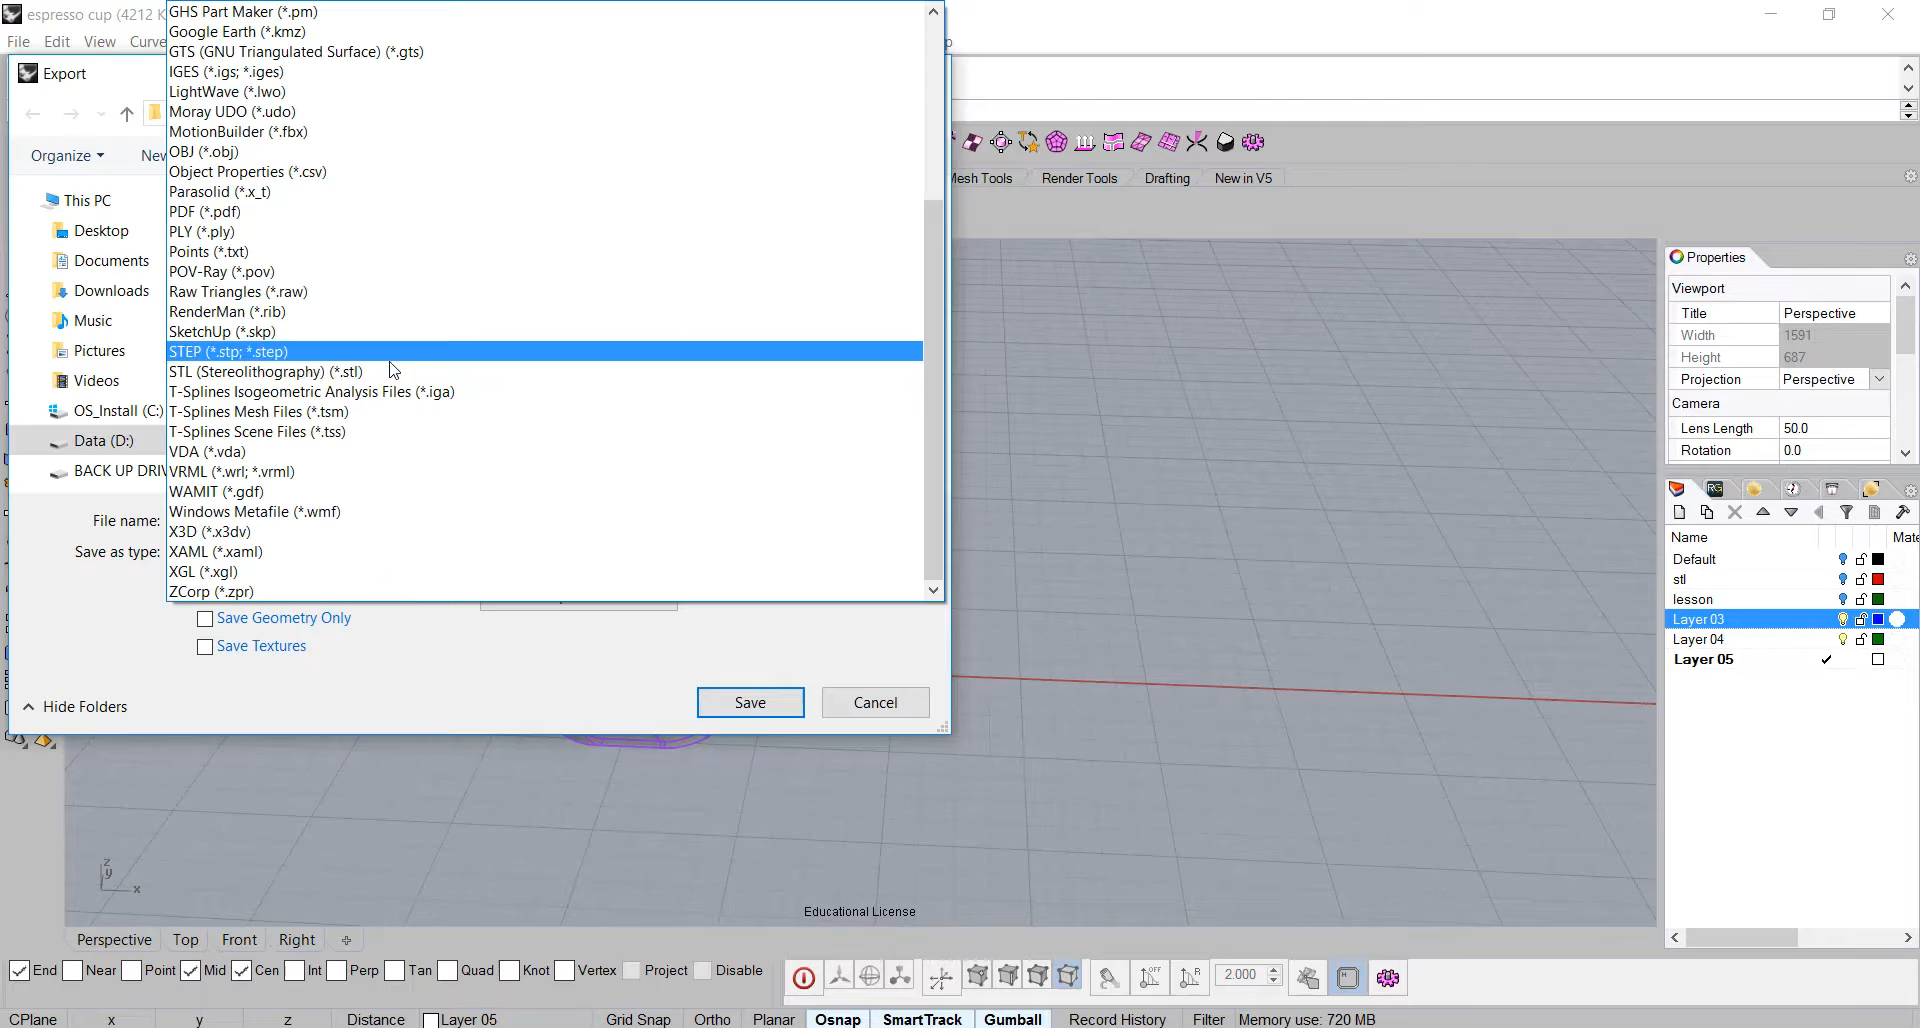 espresso cup (4212 K
File Edit View Curve
Export
Organize
New
This PC
Desktop
Documents
Downloads
Music
Pictures
Videos
OS_Install (C:)
Data (D:)
BACK UP DRIV
File name:
Save as type:
GHS Part Maker (*.pm)
Google Earth (*.kmz)
GTS (GNU Triangulated Surface) (*.gts)
IGES (*.igs; *.iges)
LightWave (*.lwo)
Moray UDO (*.udo)
MotionBuilder (*.fbx)
OBJ (*.obj)
Object Properties (*.csv)
Parasolid (*.x_t)
PDF (*.pdf)
PLY (*.ply)
Points (*.txt)
POV-Ray (*.pov)
Raw Triangles (*.raw)
RenderMan (*.rib)
SketchUp (*.skp)
STEP (*.stp; *.step)
STL (Stereolithography) (*.stl)
T-Splines Isogeometric Analysis Files (*.iga)
T-Splines Mesh Files (*.tsm)
T-Splines Scene Files (*.tss)
VDA (*.vda)
VRML (*.wrl; *.vrml)
WAMIT (*.gdf)
Windows Metafile (*.wmf)
X3D (*.x3dv)
XAML (*.xaml)
XGL (*.xgl)
ZCorp (*.zpr)
Save Geometry Only
Save Textures
Hide Folders
Save
Cancel
Mesh Tools Render Tools Drafting New in V5
Properties
Viewport
Title Perspective
Width 1591
Height 687
Projection Perspective
Camera
Lens Length 50.0
Rotation 0.0
RG
Name Mate
Default
stl
lesson
Layer 03
Layer 04
Layer 05
z
y
x
Educational License
Perspective Top Front Right
End Near Point Mid Cen Int Perp Tan Quad Knot Vertex Project Disable
OFF
R
2.000
H
CPlane x y z Distance Layer 05 Grid Snap Ortho Planar Osnap SmartTrack Gumball Record History Filter Memory use: 720 MB